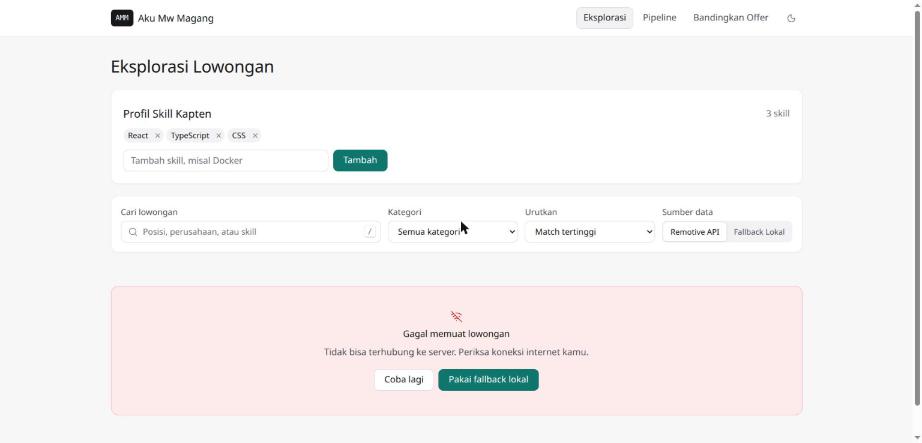 AMM Aku Mw Magang Eksplorasi Pipeline Bandingkan Offer
Eksplorasi Lowongan
Profil Skill Kapten 3 skill
React × TypeScript × CSS ×
Tambah skill, misal Docker Tambah
Cari lowongan Kategori Urutkan Sumber data
Posisi, perusahaan, atau skill / Semua kategori Match tertinggi Remotive API Fallback Lokal
Gagal memuat lowongan
Tidak bisa terhubung ke server. Periksa koneksi internet kamu.
Coba lagi Pakai fallback lokal